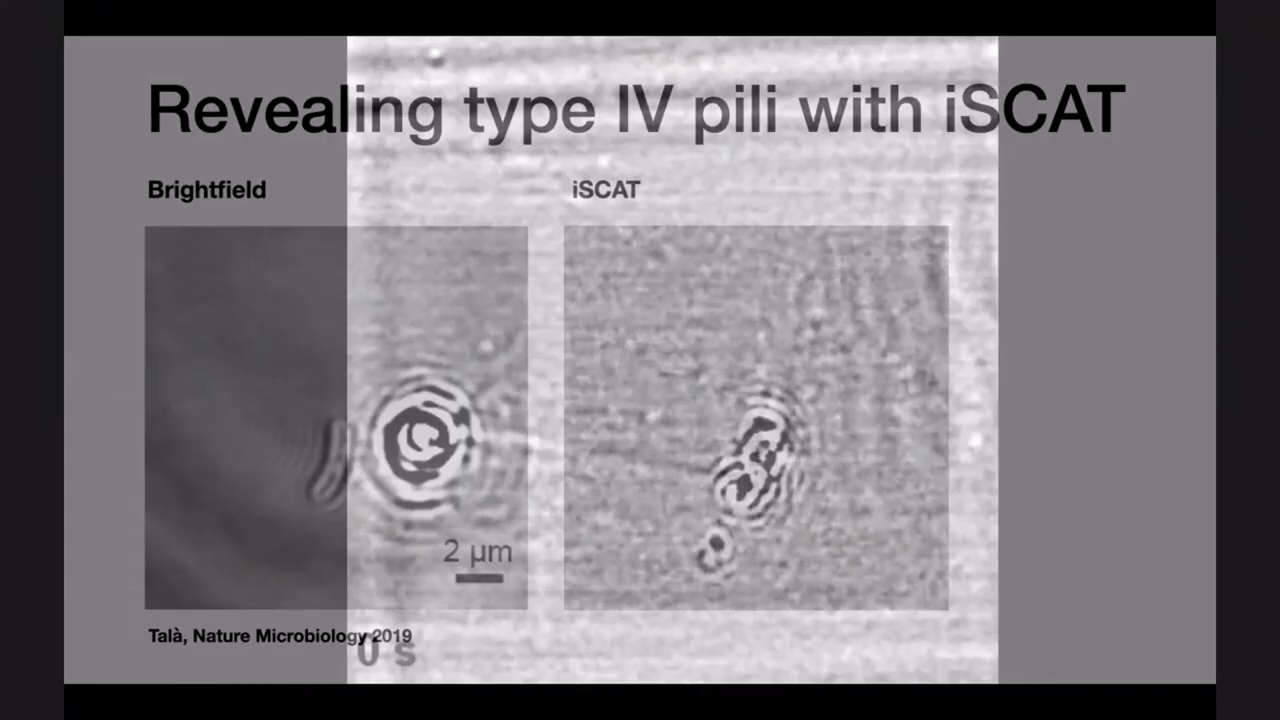 Revealing type IV pili with iSCAT
Brightfield
iSCAT
2 µm
Talà, Nature Microbiology 2019
0 s